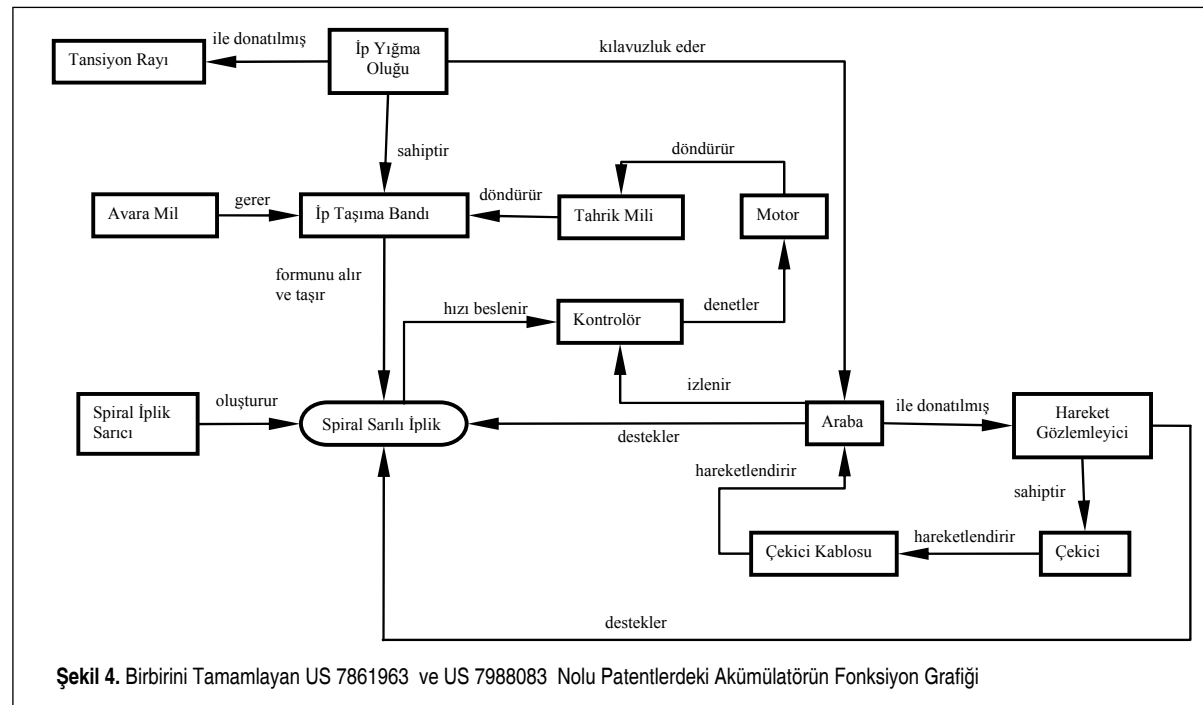 ile donatılmış
İp Yığma
Oluğu
kılavuzluk eder
Tansiyon Rayı
sahiptir
döndürür
Avara Mil
gerer
İp Taşıma Bandı
döndürür
Tahrik Mili
Motor
formunu alır
ve taşır
hızı beslenir
Kontrolör
denetler
izlenir
Spiral İplik
Sarıcı
oluşturur
Spiral Sarılı İplik
destekler
Araba
ile donatılmış
Hareket
Gözlemleyici
hareketlendirir
sahiptir
Çekici Kablosu
hareketlendirir
Çekici
destekler
Şekil 4. Birbirini Tamamlayan US 7861963 ve US 7988083 Nolu Patentlerdeki Akümülatörün Fonksiyon Grafiği